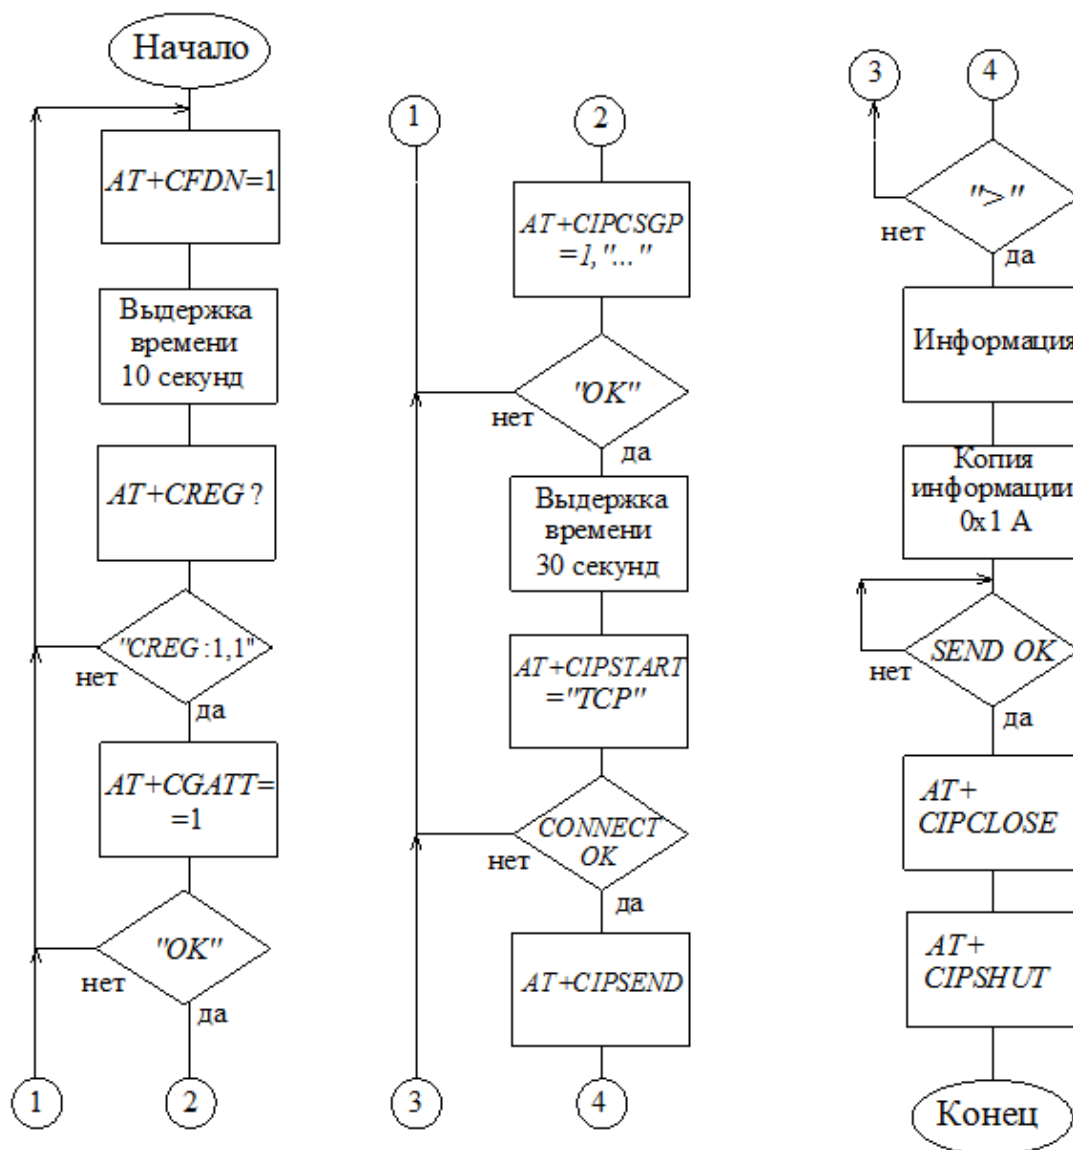 Начало
AT+CFDN=1
Выдержка
времени
10 секунд
AT+CREG ?
"CREG :1,1"
нет
да
AT+CGATT=
=1
"OK"
нет
да
1
2
1
2
AT+CIPCSGP
=1,"..."
"OK"
нет
да
Выдержка
времени
30 секунд
AT+CIPSTART
="TCP"
CONNECT
OK
нет
да
AT+CIPSEND
3
4
3
4
">"
нет
да
Информация
Копия
информации
0x1 A
SEND OK
нет
да
AT+
CIPCLOSE
AT+
CIPSHUT
Конец